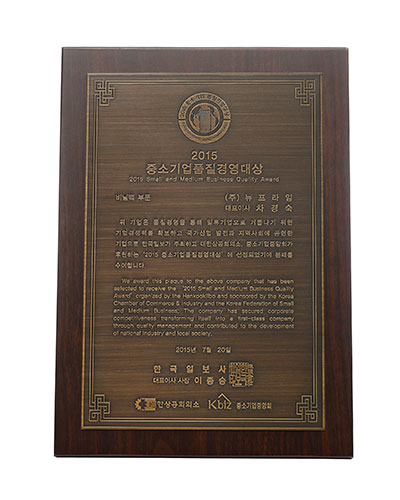 2015
중소기업품질경영대상
2015 Small and Medium Business Quality Award
비닐백 부문
(주) 뉴프라임
대표이사 차경숙
위 기업은 품질경영을 통해 일류기업으로 거듭나기 위한
기업경쟁력을 확보하고 국가산업 발전과 지역사회에 공헌한
기업으로 한국일보가 주최하고 대한상공회의소, 중소기업중앙회가
후원하는 "2015 중소기업품질경영대상" 에 선정되었기에 본패를
수여합니다.
We award this plaque to the above company that has been
selected to receive the "2015 Small and Medium Business Quality
Award" organized by the Hankookilbo and sponsored by the Korea
Chamber of Commerce & Industry and the Korea Federation of Small
and Medium Business. The company has secured corporate
competitiveness transforming itself into a first-class company
through quality management and contributed to the development
of national industry and local society.
2015년 7월 20일
한국일보사
대표이사 사장 이종승
대한상공회의소 Kbiz 중소기업중앙회